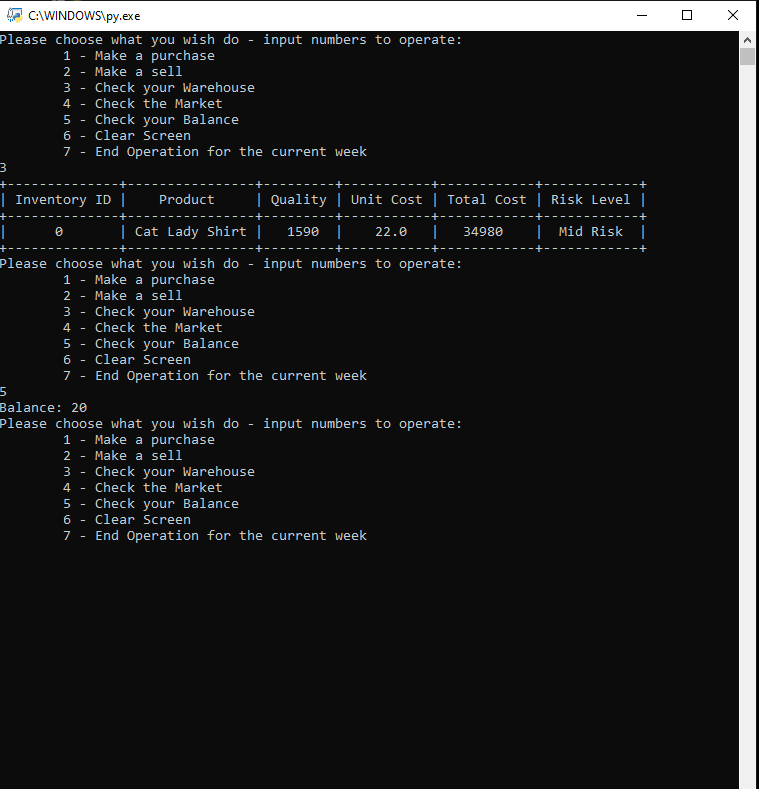 C:\WINDOWS\py.exe
Please choose what you wish do - input numbers to operate:
        1 - Make a purchase
        2 - Make a sell
        3 - Check your Warehouse
        4 - Check the Market
        5 - Check your Balance
        6 - Clear Screen
        7 - End Operation for the current week
3
+--------------+----------------+---------+-----------+------------+------------+
| Inventory ID |    Product     | Quality | Unit Cost | Total Cost | Risk Level |
+--------------+----------------+---------+-----------+------------+------------+
|      0       | Cat Lady Shirt |   1590  |    22.0   |   34980    |  Mid Risk  |
+--------------+----------------+---------+-----------+------------+------------+
Please choose what you wish do - input numbers to operate:
        1 - Make a purchase
        2 - Make a sell
        3 - Check your Warehouse
        4 - Check the Market
        5 - Check your Balance
        6 - Clear Screen
        7 - End Operation for the current week
5
Balance: 20
Please choose what you wish do - input numbers to operate:
        1 - Make a purchase
        2 - Make a sell
        3 - Check your Warehouse
        4 - Check the Market
        5 - Check your Balance
        6 - Clear Screen
        7 - End Operation for the current week